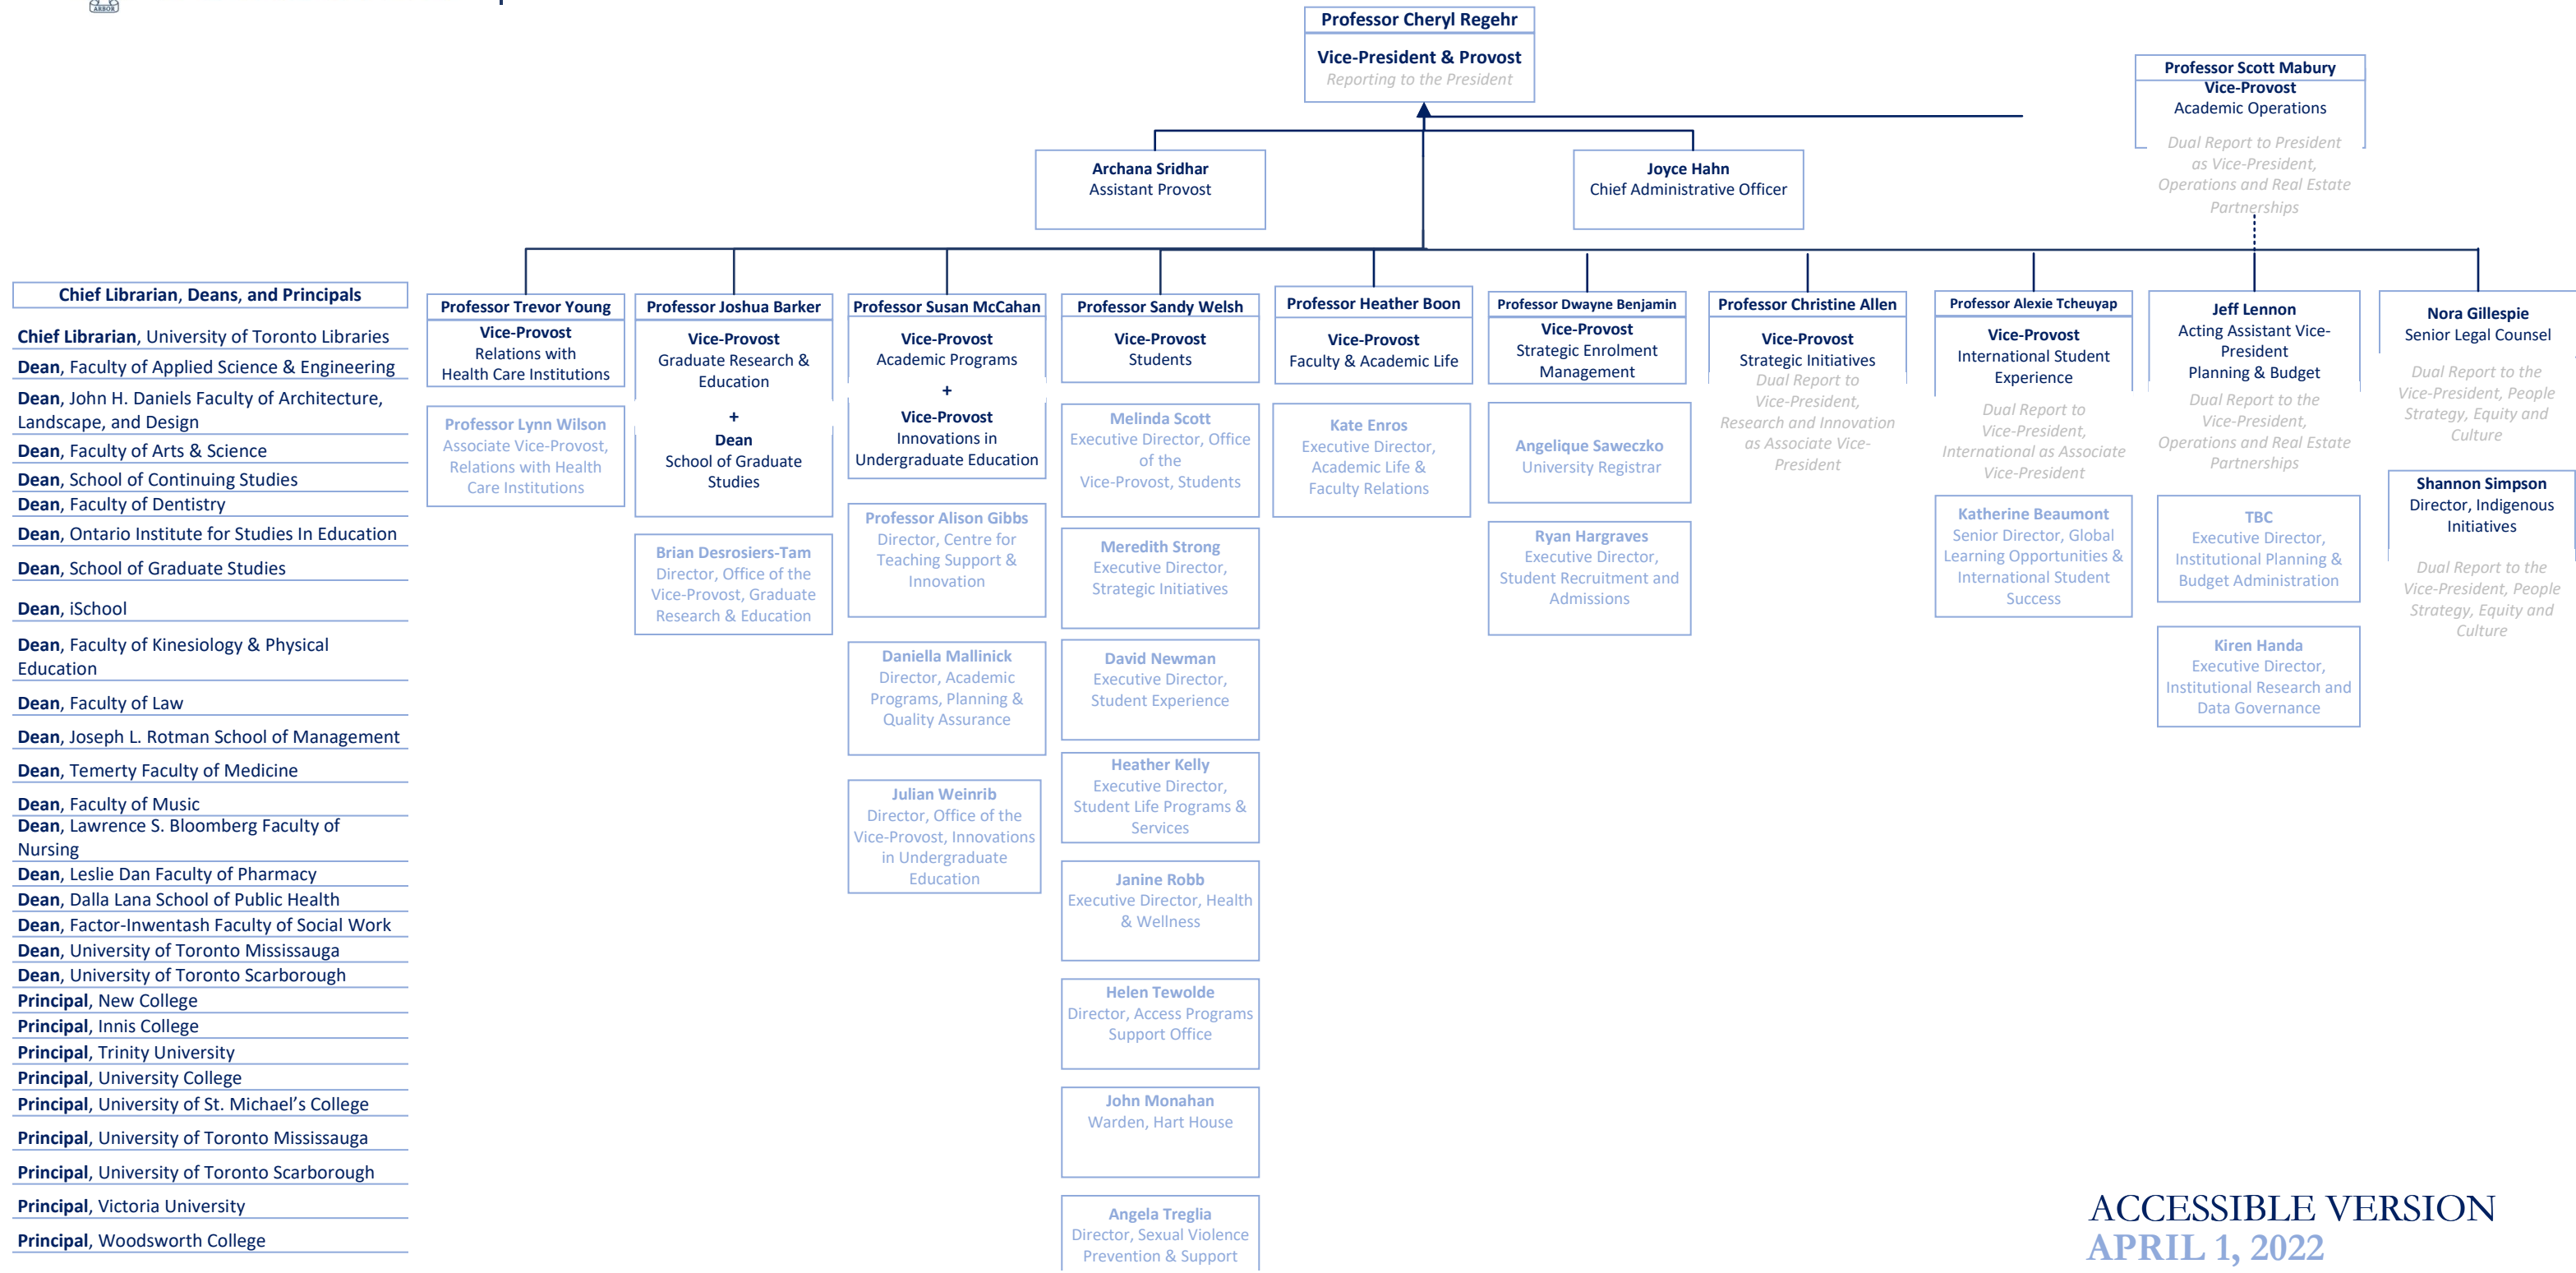 ARBOR
Professor Cheryl Regehr
Vice-President & Provost
Reporting to the President
Professor Scott Mabury
Vice-Provost
Academic Operations
Dual Report to President
as Vice-President,
Operations and Real Estate
Partnerships
Archana Sridhar
Assistant Provost
Joyce Hahn
Chief Administrative Officer
Chief Librarian, Deans, and Principals
Chief Librarian, University of Toronto Libraries
Dean, Faculty of Applied Science & Engineering
Dean, John H. Daniels Faculty of Architecture,
Landscape, and Design
Dean, Faculty of Arts & Science
Dean, School of Continuing Studies
Dean, Faculty of Dentistry
Dean, Ontario Institute for Studies In Education
Dean, School of Graduate Studies
Dean, iSchool
Dean, Faculty of Kinesiology & Physical
Education
Dean, Faculty of Law
Dean, Joseph L. Rotman School of Management
Dean, Temerty Faculty of Medicine
Dean, Faculty of Music
Dean, Lawrence S. Bloomberg Faculty of
Nursing
Dean, Leslie Dan Faculty of Pharmacy
Dean, Dalla Lana School of Public Health
Dean, Factor-Inwentash Faculty of Social Work
Dean, University of Toronto Mississauga
Dean, University of Toronto Scarborough
Principal, New College
Principal, Innis College
Principal, Trinity University
Principal, University College
Principal, University of St. Michael’s College
Principal, University of Toronto Mississauga
Principal, University of Toronto Scarborough
Principal, Victoria University
Principal, Woodsworth College
Professor Trevor Young
Vice-Provost
Relations with
Health Care Institutions
Professor Lynn Wilson
Associate Vice-Provost,
Relations with Health
Care Institutions
Professor Joshua Barker
Vice-Provost
Graduate Research &
Education
+
Dean
School of Graduate
Studies
Brian Desrosiers-Tam
Director, Office of the
Vice-Provost, Graduate
Research & Education
Professor Susan McCahan
Vice-Provost
Academic Programs
+
Vice-Provost
Innovations in
Undergraduate Education
Professor Alison Gibbs
Director, Centre for
Teaching Support &
Innovation
Daniella Mallinick
Director, Academic
Programs, Planning &
Quality Assurance
Julian Weinrib
Director, Office of the
Vice-Provost, Innovations
in Undergraduate
Education
Professor Sandy Welsh
Vice-Provost
Students
Melinda Scott
Executive Director, Office
of the
Vice-Provost, Students
Meredith Strong
Executive Director,
Strategic Initiatives
David Newman
Executive Director,
Student Experience
Heather Kelly
Executive Director,
Student Life Programs &
Services
Janine Robb
Executive Director, Health
& Wellness
Helen Tewolde
Director, Access Programs
Support Office
John Monahan
Warden, Hart House
Angela Treglia
Director, Sexual Violence
Prevention & Support
Professor Heather Boon
Vice-Provost
Faculty & Academic Life
Kate Enros
Executive Director,
Academic Life &
Faculty Relations
Professor Dwayne Benjamin
Vice-Provost
Strategic Enrolment
Management
Angelique Saweczko
University Registrar
Ryan Hargraves
Executive Director,
Student Recruitment and
Admissions
Professor Christine Allen
Vice-Provost
Strategic Initiatives
Dual Report to
Vice-President,
Research and Innovation
as Associate Vice-
President
Professor Alexie Tcheuyap
Vice-Provost
International Student
Experience
Dual Report to
Vice-President,
International as Associate
Vice-President
Katherine Beaumont
Senior Director, Global
Learning Opportunities &
International Student
Success
Jeff Lennon
Acting Assistant Vice-
President
Planning & Budget
Dual Report to the
Vice-President,
Operations and Real Estate
Partnerships
TBC
Executive Director,
Institutional Planning &
Budget Administration
Kiren Handa
Executive Director,
Institutional Research and
Data Governance
Nora Gillespie
Senior Legal Counsel
Dual Report to the
Vice-President, People
Strategy, Equity and
Culture
Shannon Simpson
Director, Indigenous
Initiatives
Dual Report to the
Vice-President, People
Strategy, Equity and
Culture
ACCESSIBLE VERSION
APRIL 1, 2022